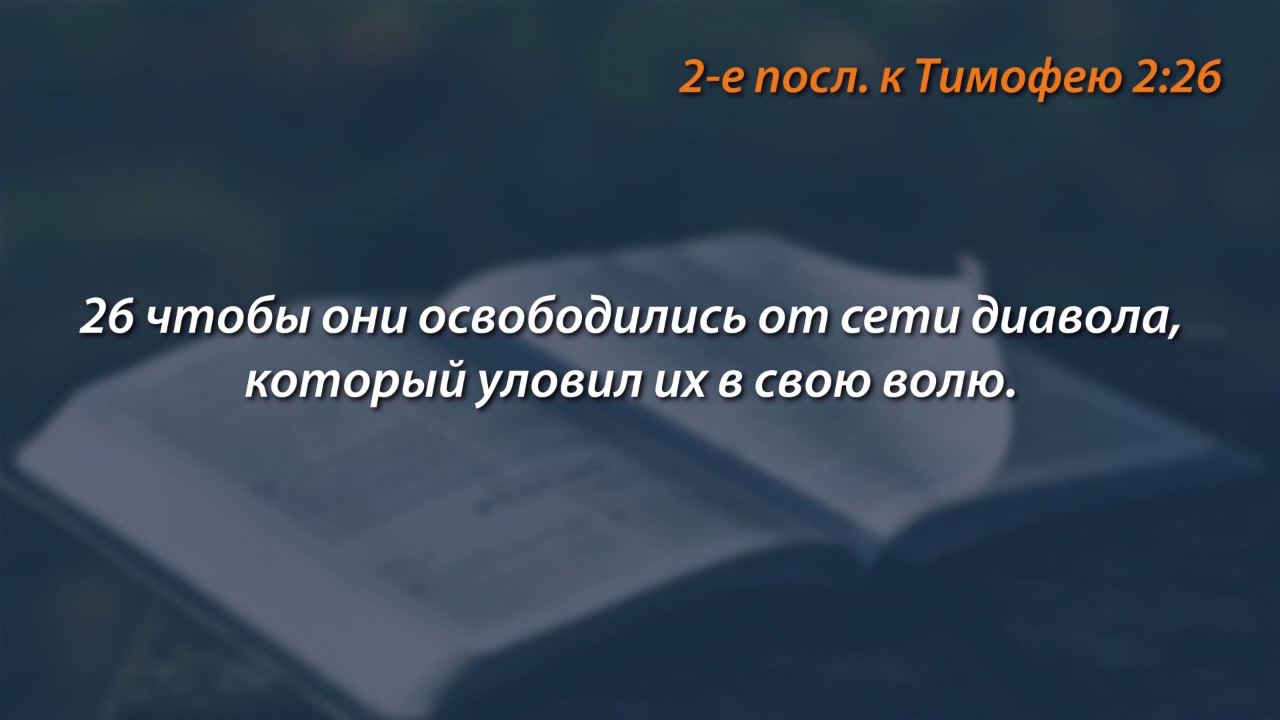 2-е посл. к Тимофею 2:26
26 чтобы они освободились от сети диавола,
который уловил их в свою волю.